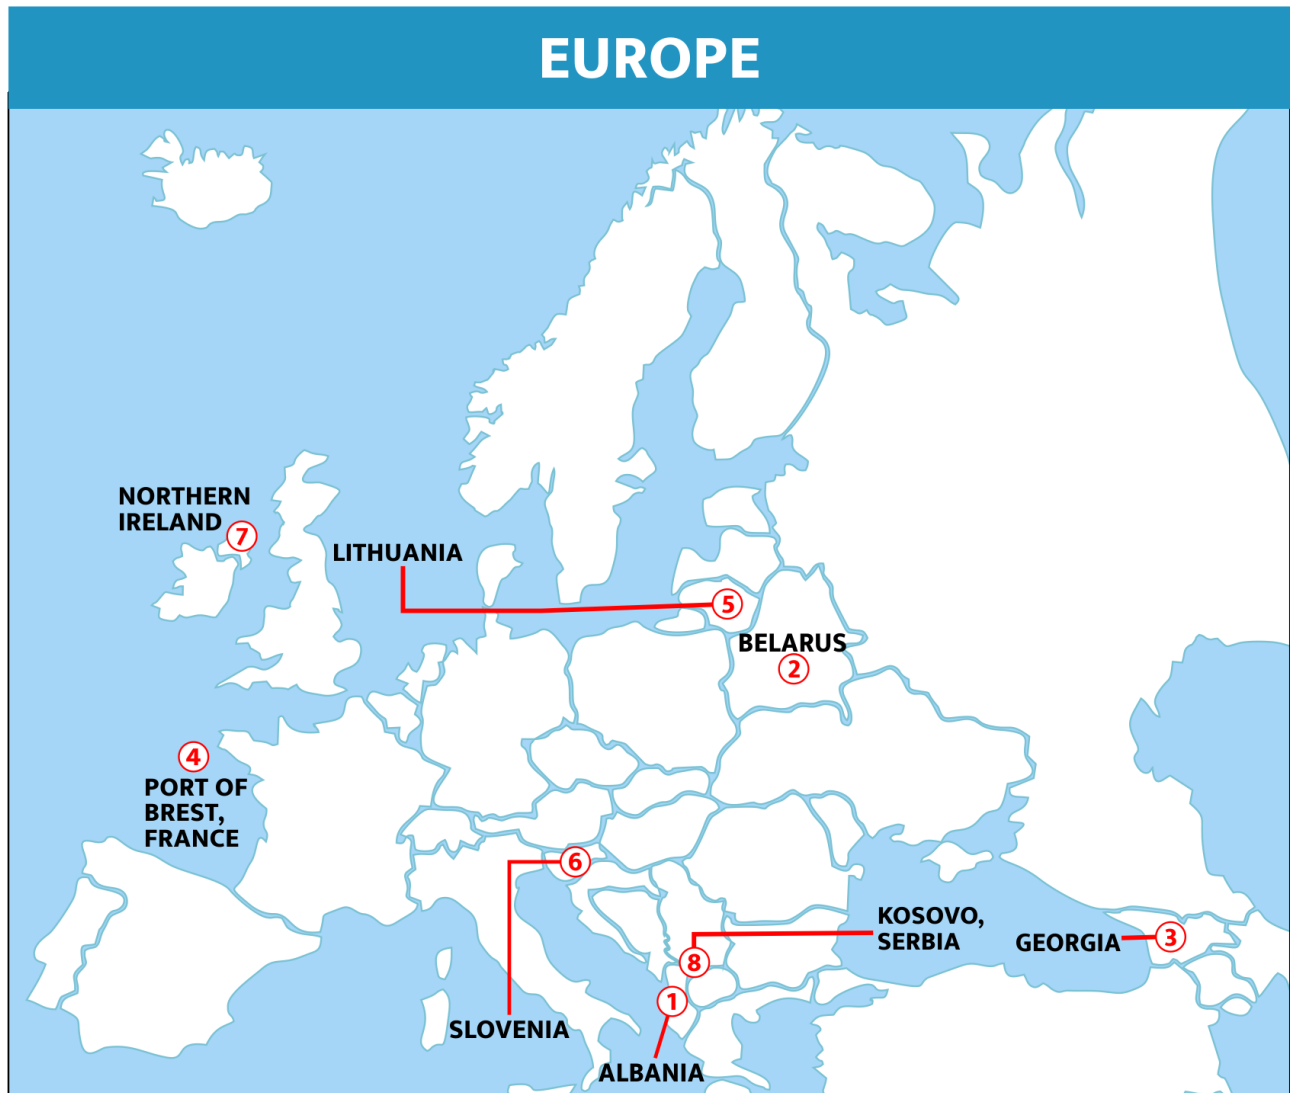 EUROPE
NORTHERN
IRELAND
7
LITHUANIA
5
BELARUS
2
4
PORT OF
BREST,
FRANCE
6
KOSOVO,
SERBIA
8
GEORGIA
3
1
SLOVENIA
ALBANIA